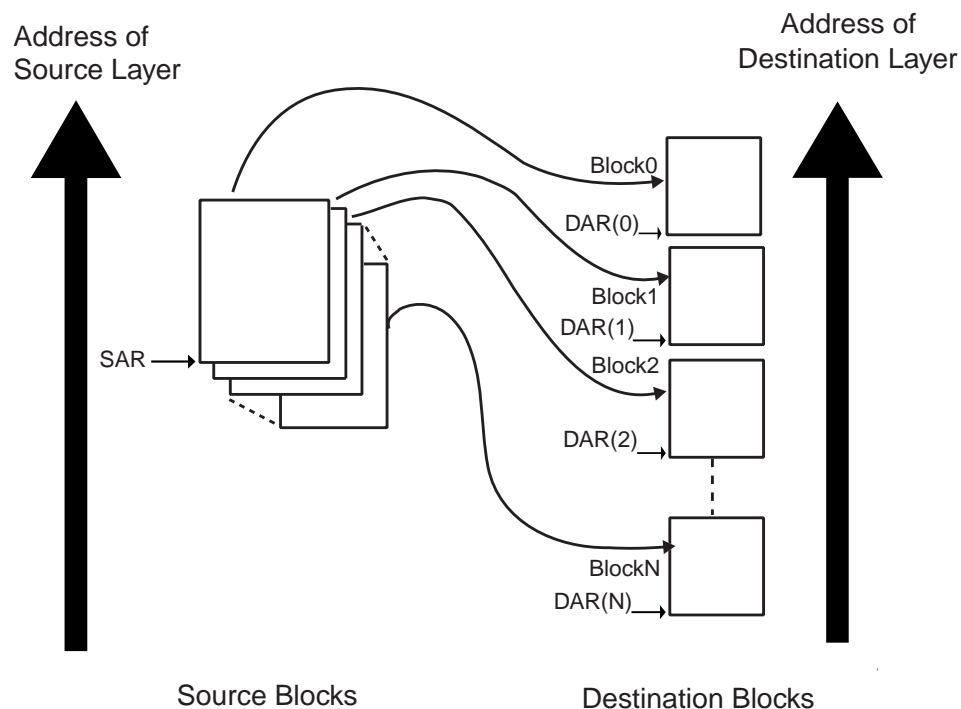 Address of
Source Layer
Address of
Destination Layer
Block0
DAR(0)
Block1
DAR(1)
SAR
Block2
DAR(2)
BlockN
DAR(N)
Source Blocks
Destination Blocks